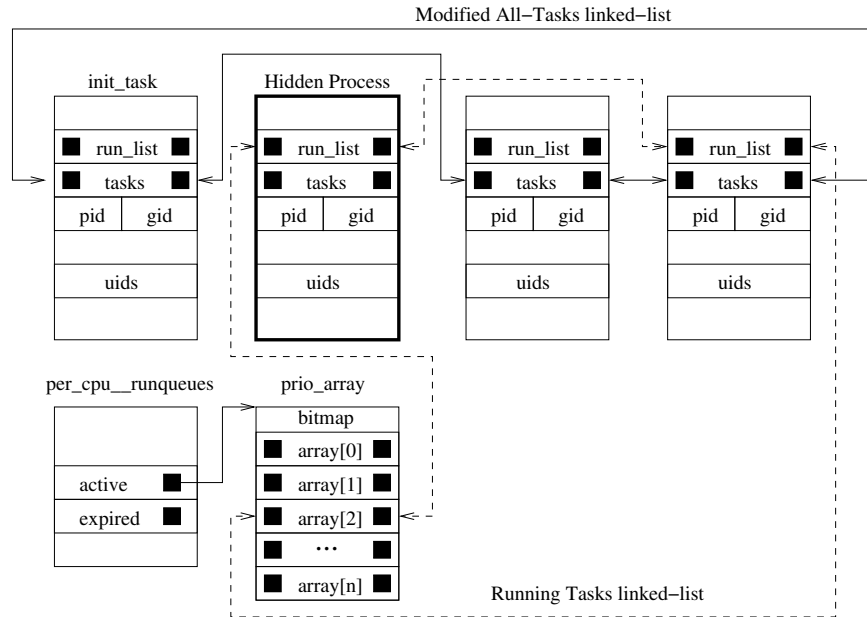 Modified All–Tasks linked–list
init_task
Hidden Process
run_list
run_list
run_list
run_list
tasks
tasks
tasks
tasks
pid gid
pid gid
pid gid
pid gid
uids
uids
uids
uids
per_cpu__runqueues
prio_array
bitmap
array[0]
active
array[1]
expired
array[2]
...
array[n]
Running Tasks linked–list